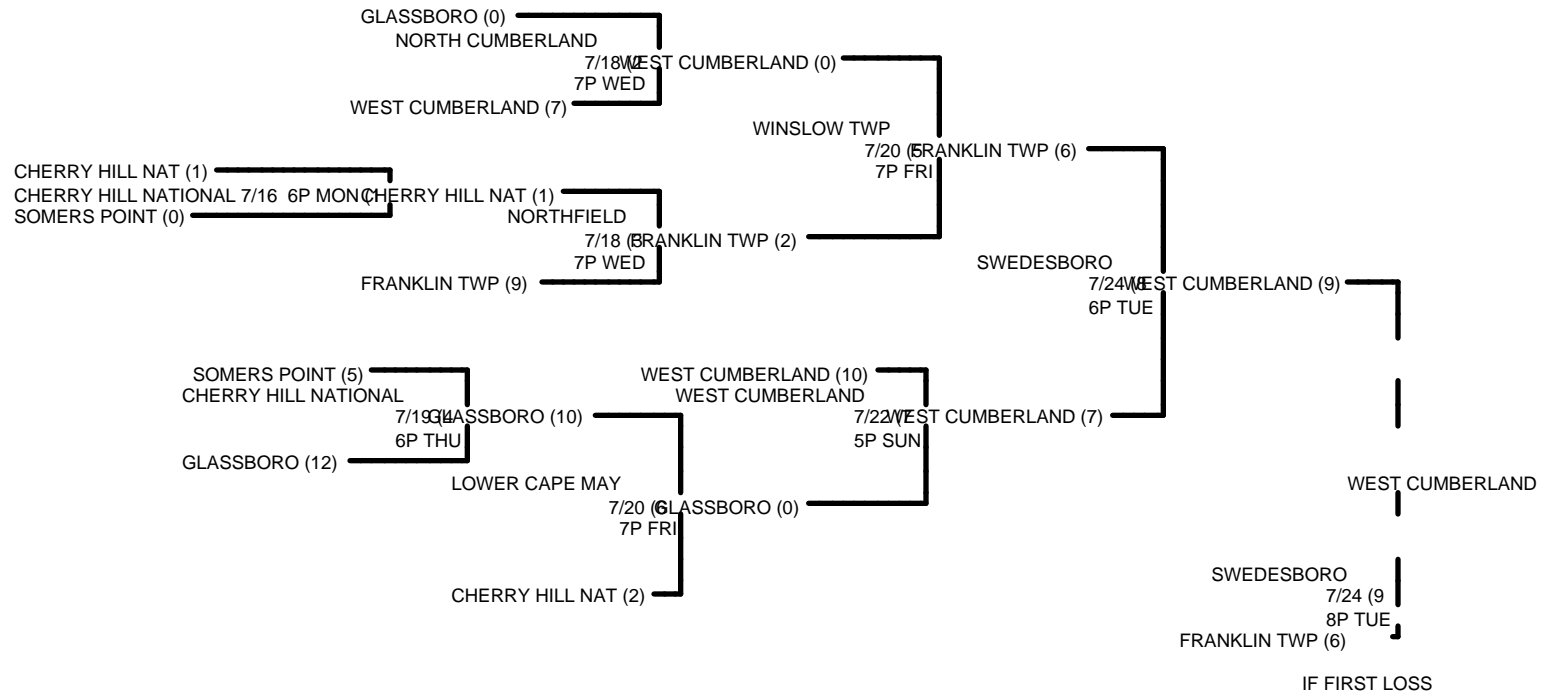 GLASSBORO (0)
NORTH CUMBERLAND
7/18 (2
WEST CUMBERLAND (0)
7P WED
WEST CUMBERLAND (7)
WINSLOW TWP
7/20 (5
FRANKLIN TWP (6)
7P FRI
CHERRY HILL NAT (1)
CHERRY HILL NATIONAL 7/16 6P MON (1
CHERRY HILL NAT (1)
SOMERS POINT (0)
NORTHFIELD
7/18 (3
FRANKLIN TWP (2)
7P WED
FRANKLIN TWP (9)
SWEDESBORO
7/24 (8
WEST CUMBERLAND (9)
6P TUE
SOMERS POINT (5)
CHERRY HILL NATIONAL
7/19 (4
GLASSBORO (10)
6P THU
GLASSBORO (12)
WEST CUMBERLAND (10)
WEST CUMBERLAND
7/22 (7
WEST CUMBERLAND (7)
5P SUN
LOWER CAPE MAY
7/20 (6
GLASSBORO (0)
7P FRI
CHERRY HILL NAT (2)
WEST CUMBERLAND
SWEDESBORO
7/24 (9
8P TUE
FRANKLIN TWP (6)
IF FIRST LOSS